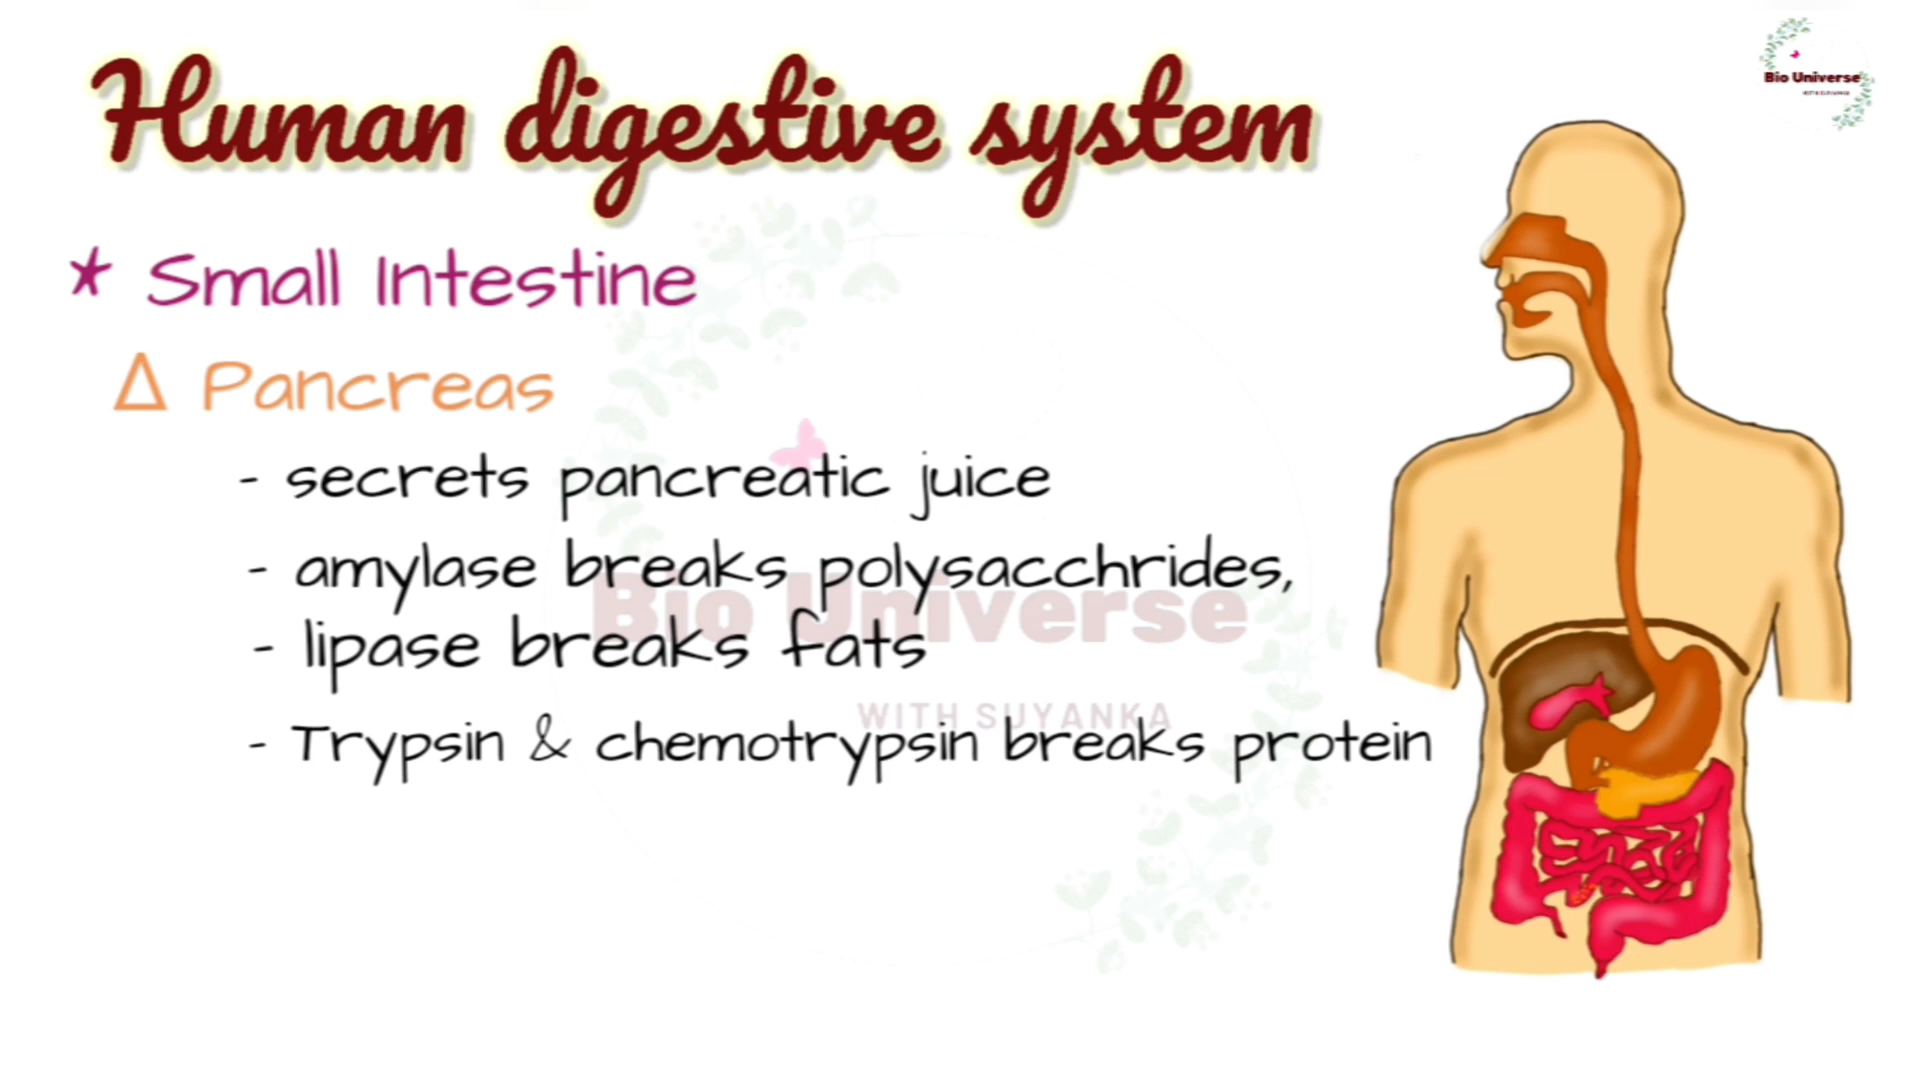 Human digestive system
Bio Universe
* Small Intestine
Δ Pancreas
- secrets pancreatic juice
- amylase breaks polysacchrides,
Bio Universe
- lipase breaks fats
WITH SUYANKA
- Trypsin & chemotrypsin breaks protein